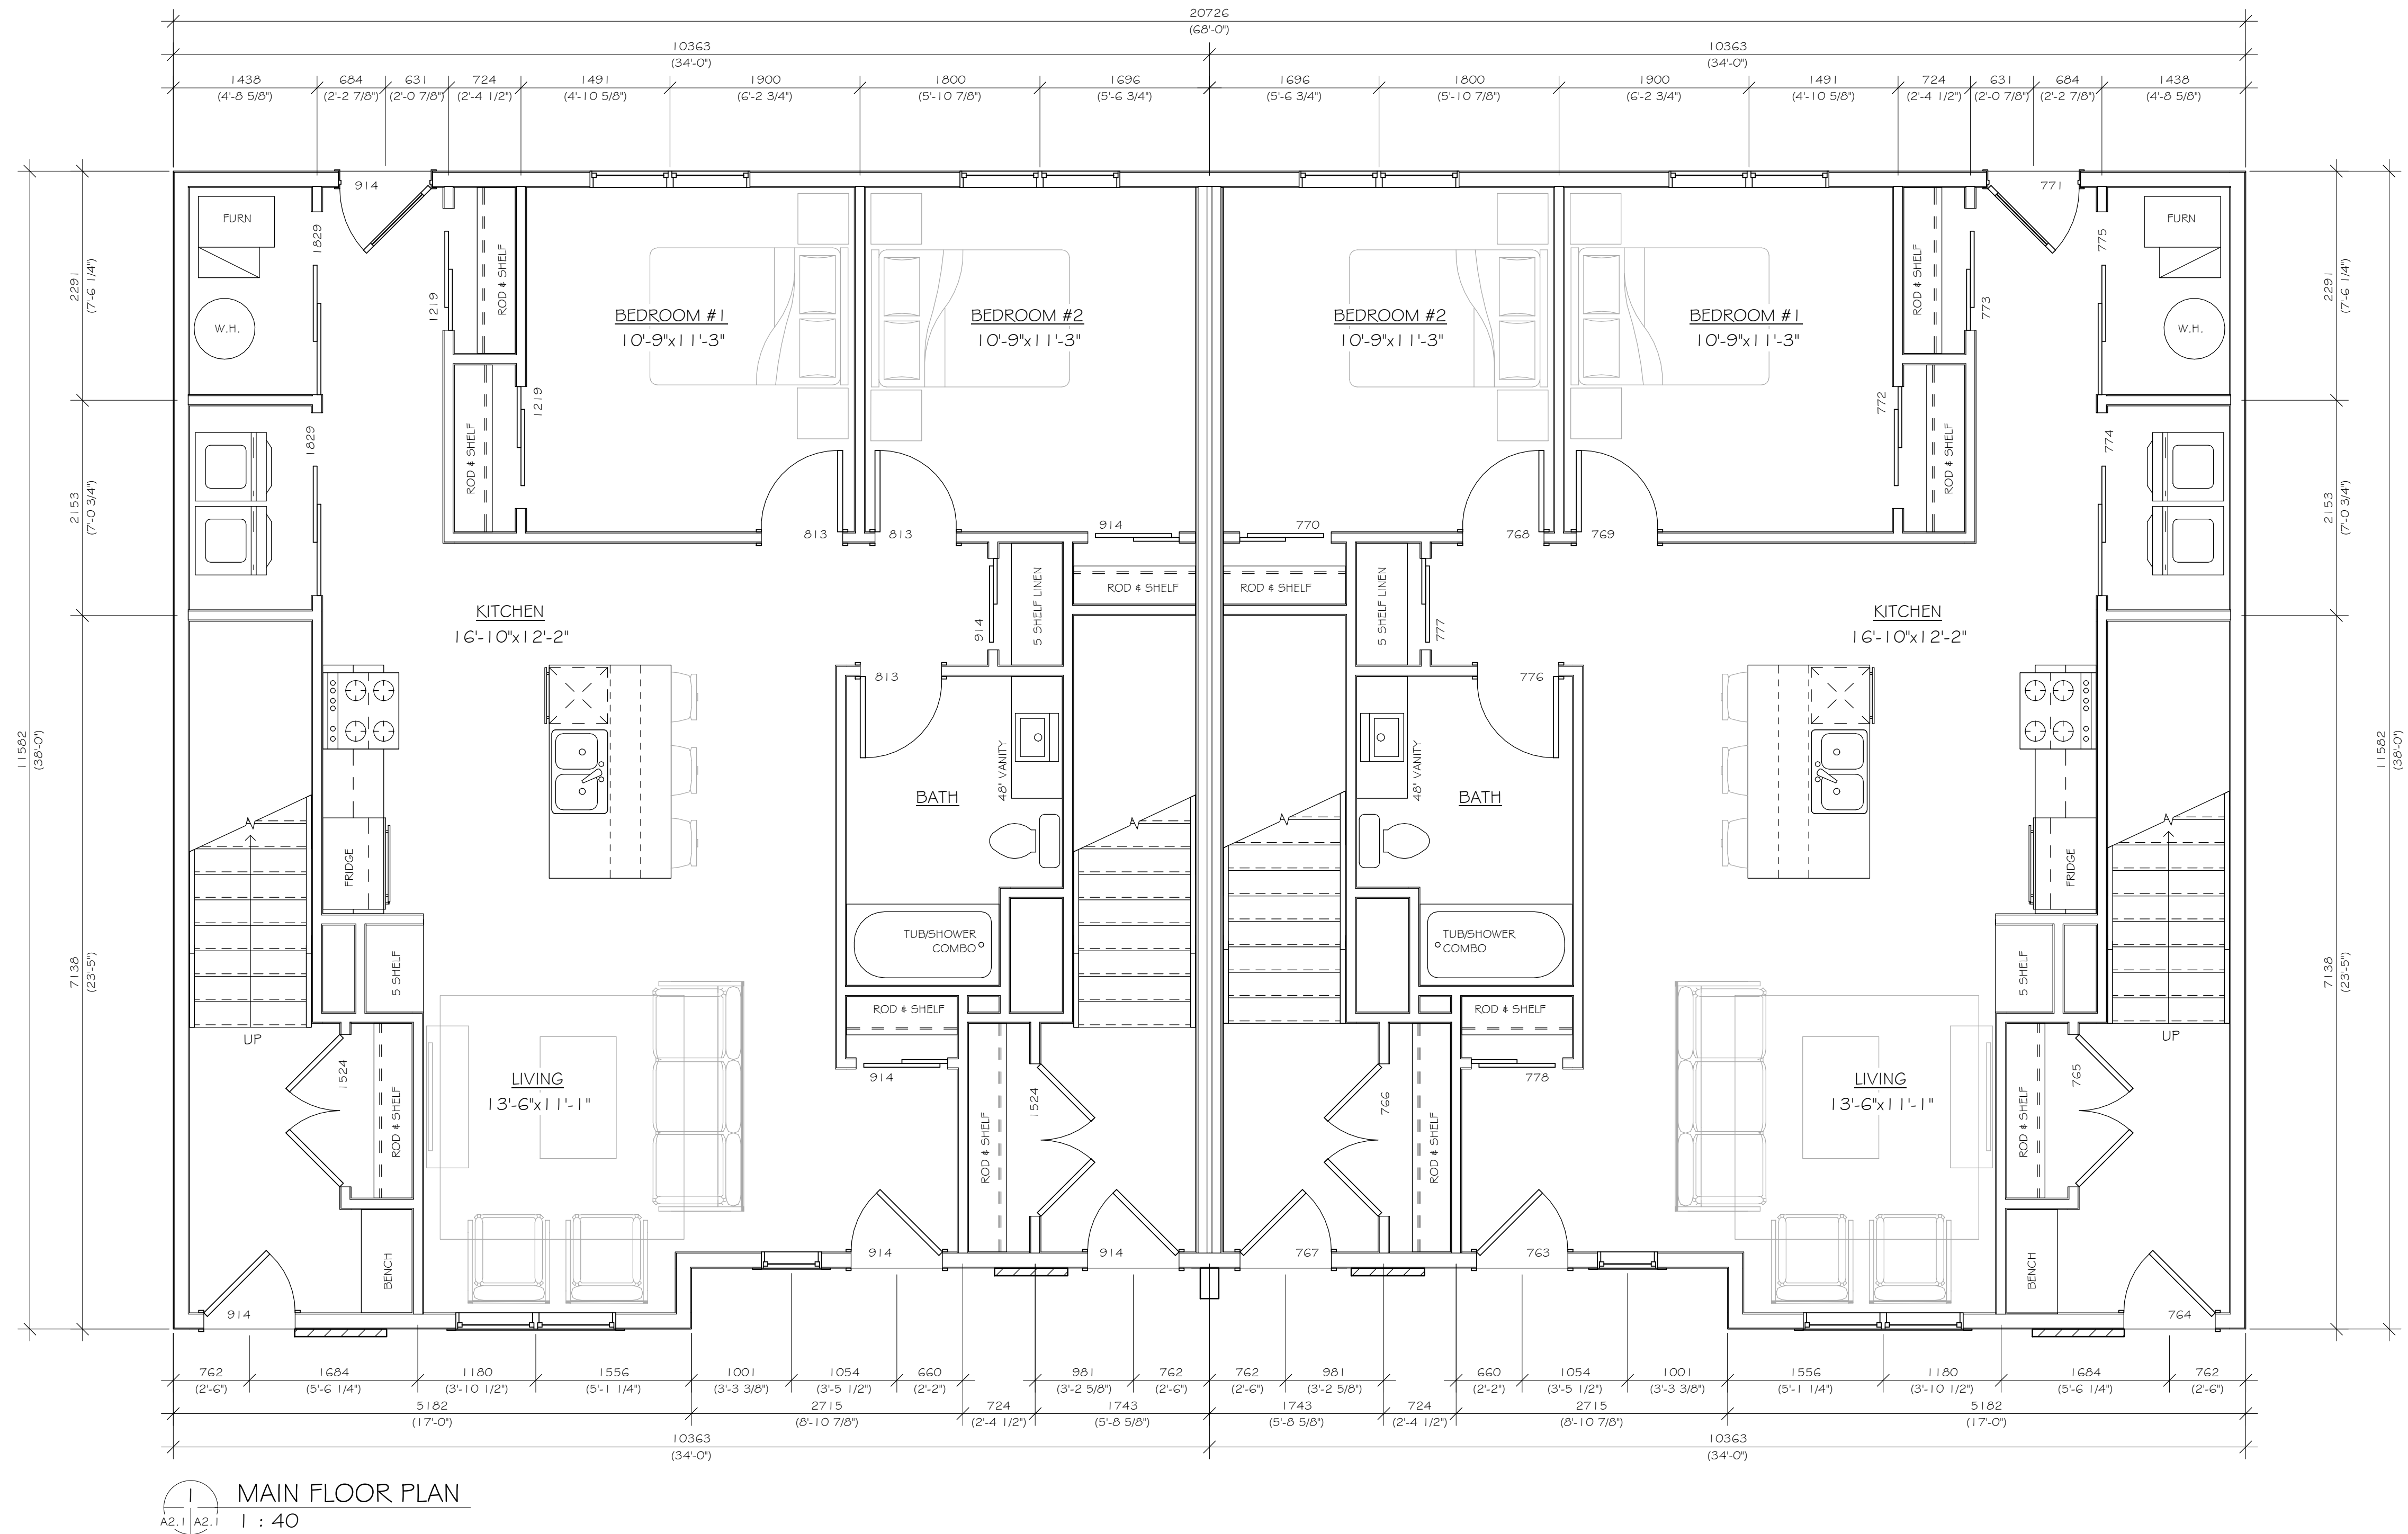 20726
(68'-0")
10363
10363
(34'-0")
(34'-0")
1438 684 631 724 1491 1900 1800 1696 1696 1800 1900 1491 724 631 684 1438
(4'-8 5/8") (2'-2 7/8") (2'-0 7/8") (2'-4 1/2") (4'-10 5/8") (6'-2 3/4") (5'-10 7/8") (5'-6 3/4") (5'-6 3/4") (5'-10 7/8") (6'-2 3/4") (4'-10 5/8") (2'-4 1/2") (2'-0 7/8") (2'-2 7/8") (4'-8 5/8")
11582
(38'-0")
2291
(7'-6 1/4")
2153
(7'-0 3/4")
7138
(23'-5")
914
FURN
1829
W.H.
1219
ROD & SHELF
1829
ROD & SHELF
1219
BEDROOM #1
10'-9"x11'-3"
BEDROOM #2
10'-9"x11'-3"
813
813
914
ROD & SHELF
5 SHELF LINEN
914
KITCHEN
16'-10"x12'-2"
813
48" VANITY
BATH
FRIDGE
TUB/SHOWER
COMBO
5 SHELF
ROD & SHELF
UP
1524
ROD & SHELF
LIVING
13'-6"x11'-1"
914
ROD & SHELF
1524
BENCH
914
914
914
BEDROOM #2
10'-9"x11'-3"
BEDROOM #1
10'-9"x11'-3"
771
FURN
775
W.H.
ROD & SHELF
773
772
ROD & SHELF
774
770
768
769
ROD & SHELF
5 SHELF LINEN
777
KITCHEN
16'-10"x12'-2"
776
48" VANITY
BATH
FRIDGE
TUB/SHOWER
COMBO
5 SHELF
ROD & SHELF
UP
778
LIVING
13'-6"x11'-1"
765
ROD & SHELF
766
ROD & SHELF
BENCH
767
763
764
2291
(7'-6 1/4")
2153
(7'-0 3/4")
7138
(23'-5")
11582
(38'-0")
762 1684 1180 1556 1001 1054 660 981 762 762 981 660 1054 1001 1556 1180 1684 762
(2'-6") (5'-6 1/4") (3'-10 1/2") (5'-1 1/4") (3'-3 3/8") (3'-5 1/2") (2'-2") (3'-2 5/8") (2'-6") (2'-6") (3'-2 5/8") (2'-2") (3'-5 1/2") (3'-3 3/8") (5'-1 1/4") (3'-10 1/2") (5'-6 1/4") (2'-6")
5182 2715 724 1743 1743 724 2715 5182
(17'-0") (8'-10 7/8") (2'-4 1/2") (5'-8 5/8") (5'-8 5/8") (2'-4 1/2") (8'-10 7/8") (17'-0")
10363
10363
(34'-0")
(34'-0")
1
A2.1 A2.1
MAIN FLOOR PLAN
1 : 40